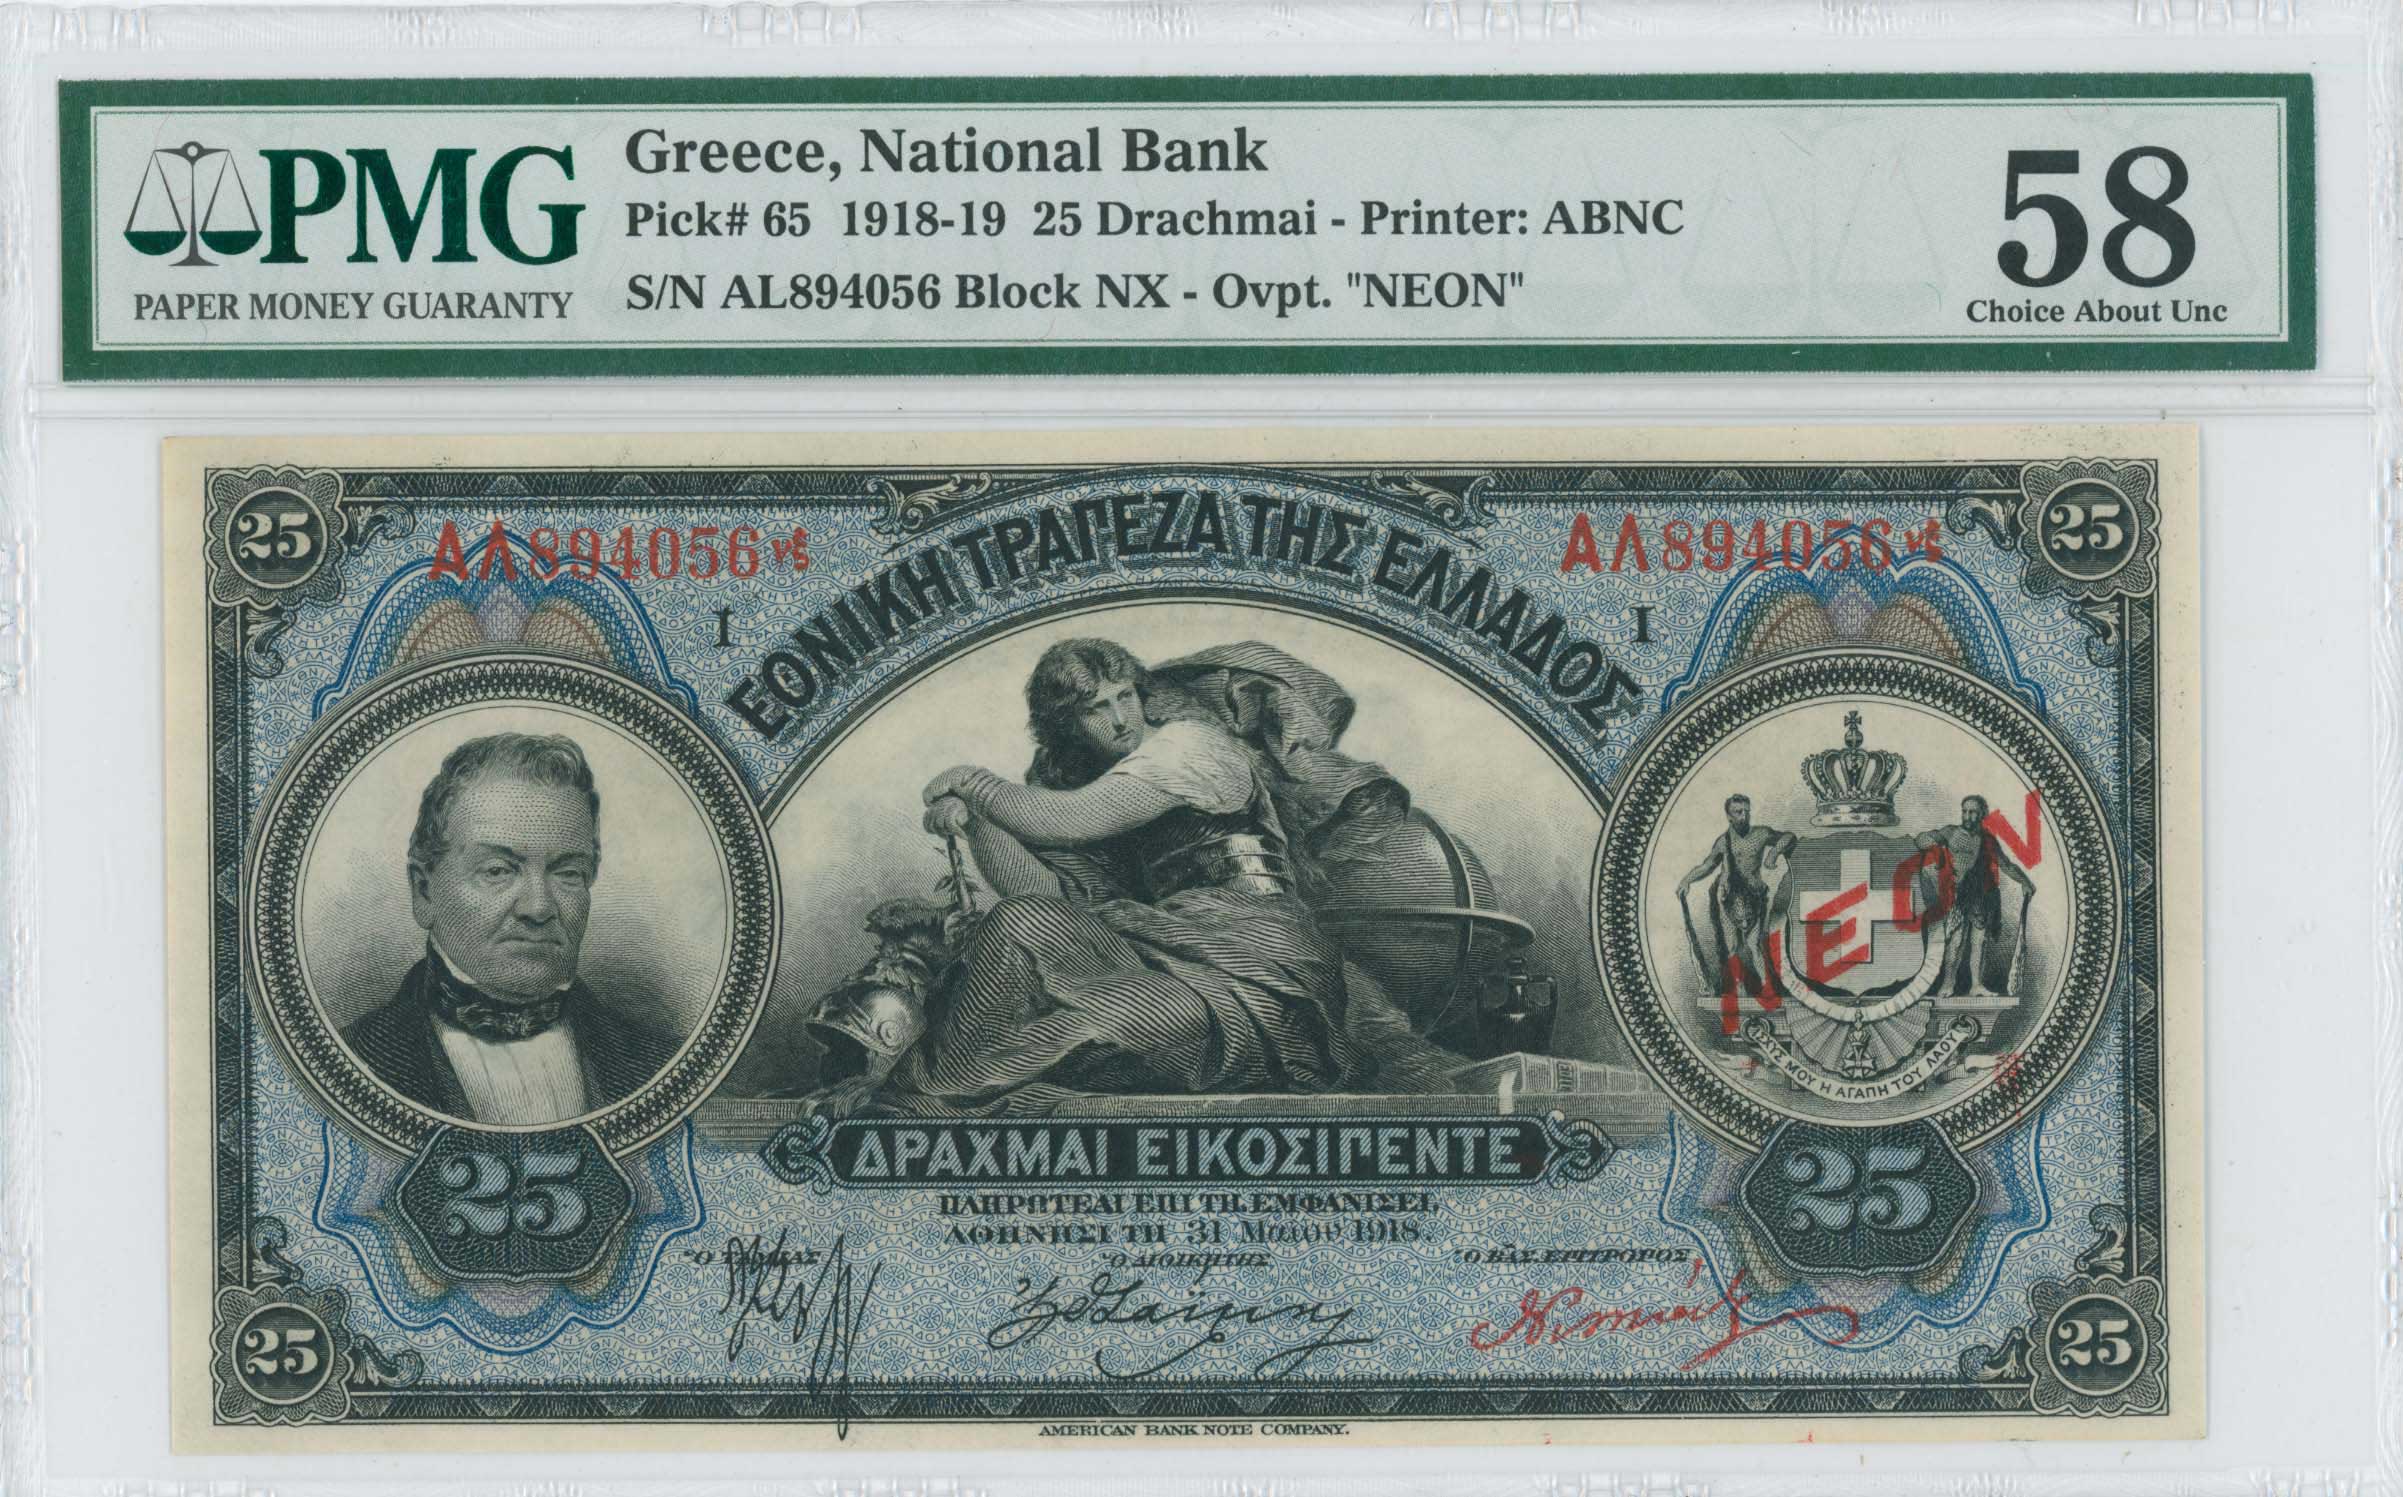 PMG
PAPER MONEY GUARANTY
Greece, National Bank
Pick# 65 1918-19 25 Drachmai - Printer: ABNC
S/N AL894056 Block NX - Ovpt. "NEON"
58
Choice About Unc
25
25
ΑΛ894056 νξ
ΑΛ894056 νξ
I
I
ΕΘΝΙΚΗ ΤΡΑΠΕΖΑ ΤΗΣ ΕΛΛΑΔΟΣ
ΝΕΟΝ
ΙΣΧΥΣ ΜΟΥ Η ΑΓΑΠΗ ΤΟΥ ΛΑΟΥ
ΔΡΑΧΜΑΙ ΕΙΚΟΣΙΠΕΝΤΕ
25
25
ΠΛΗΡΩΤΕΑΙ ΕΠΙ ΤΗ ΕΜΦΑΝΙΣΕΙ,
ΑΘΗΝΗΣΙ ΤΗ 31 Μαΐου 1918.
Ὁ ΔΙΟΙΚΗΤΗΣ
Ὁ ΒΑΣ. ΕΠΙΤΡΟΠΟΣ
25
25
AMERICAN BANK NOTE COMPANY.